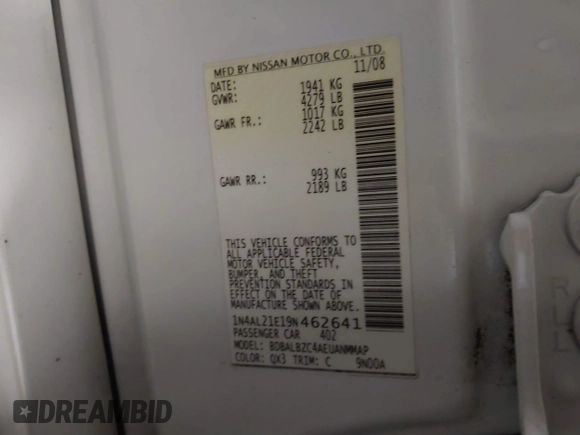 MFD BY NISSAN MOTOR CO., LTD.
DATE: 11/08
GVWR: 1941 KG
4279 LB
GAWR FR.: 1017 KG
2242 LB
GAWR RR.: 993 KG
2189 LB
THIS VEHICLE CONFORMS TO
ALL APPLICABLE FEDERAL
MOTOR VEHICLE SAFETY,
BUMPER, AND THEFT
PREVENTION STANDARDS IN
EFFECT ON THE DATE OF
MANUFACTURE SHOWN ABOVE.
1N4AL21E19N462641
PASSENGER CAR 402
MODEL: BDBALBZC4AEUANMMAP
COLOR: QX3 TRIM: C 9N00A
DREAMBID